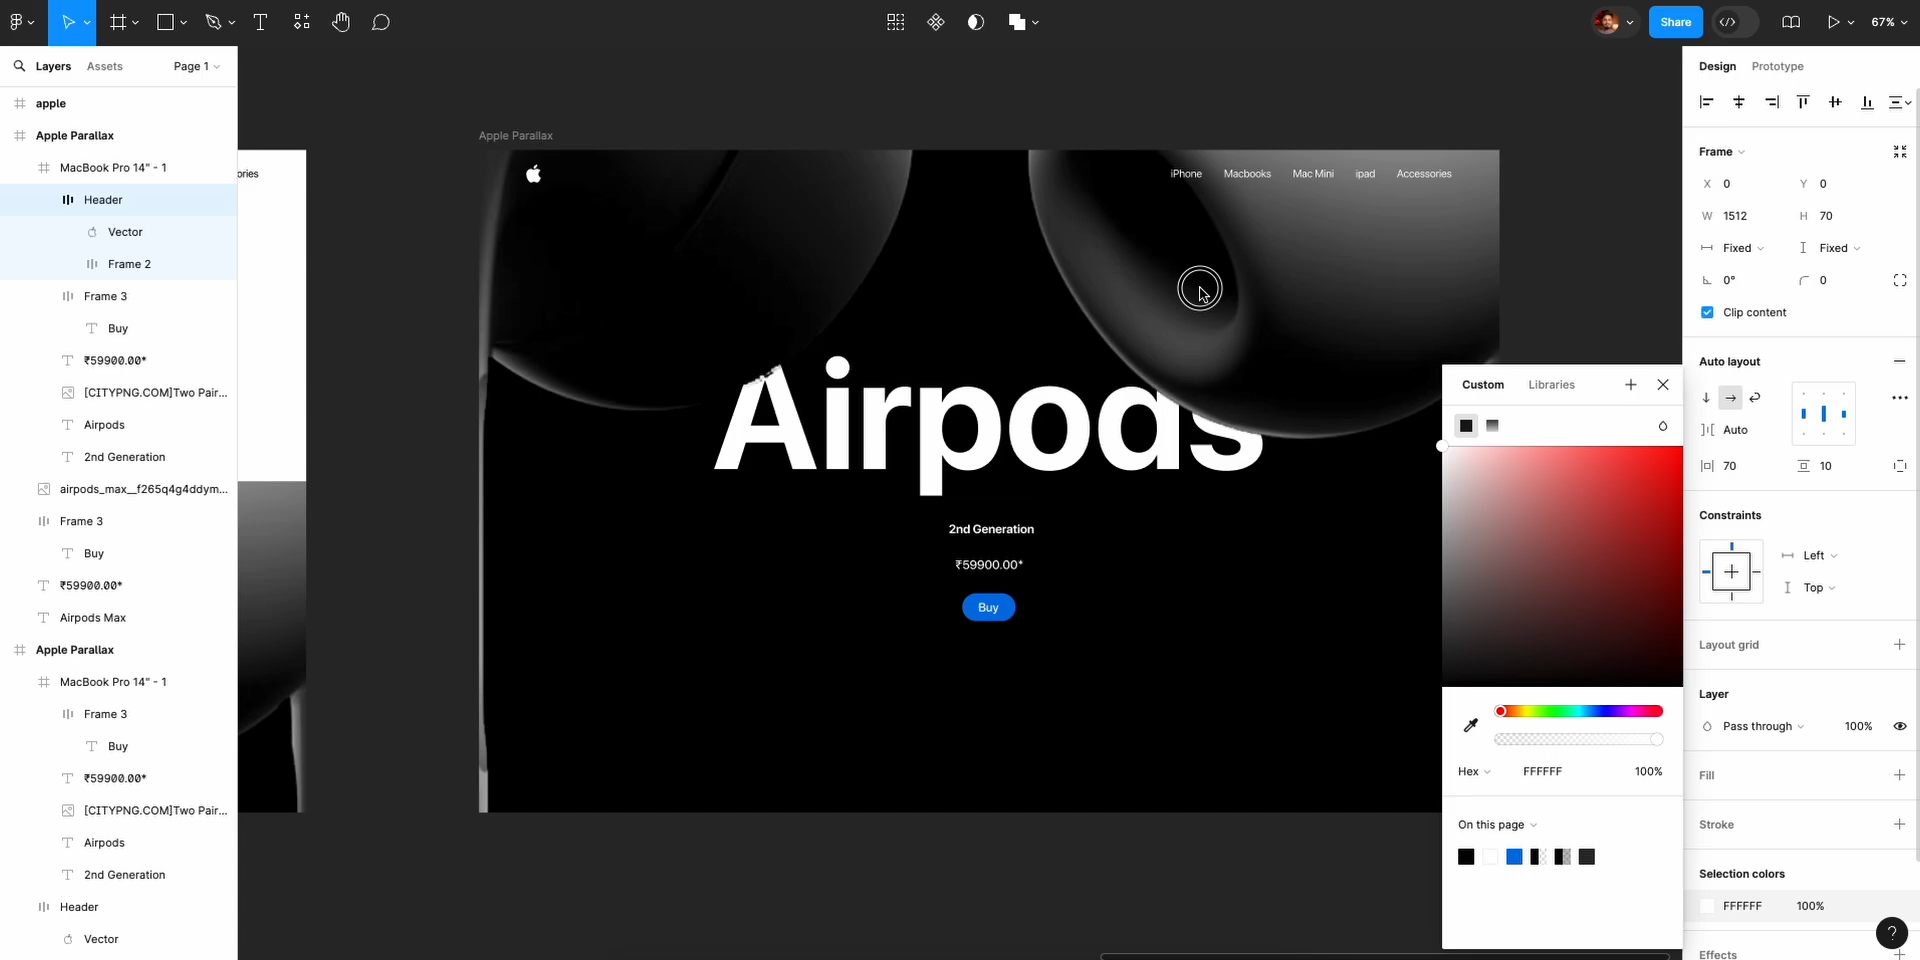 Share
67%
Layers
Assets
Page 1
apple
Apple Parallax
MacBook Pro 14" - 1
Header
Vector
Frame 2
Frame 3
Buy
₹59900.00*
[CITYPNG.COM]Two Pair...
Airpods
2nd Generation
airpods_max__f265q4g4ddym...
Frame 3
Buy
₹59900.00*
Airpods Max
Apple Parallax
MacBook Pro 14" - 1
Frame 3
Buy
₹59900.00*
[CITYPNG.COM]Two Pair...
Airpods
2nd Generation
Header
Vector
ories
Apple Parallax
iPhone Macbooks Mac Mini ipad Accessories
Airpods
2nd Generation
₹59900.00*
Buy
Custom
Libraries
Hex
FFFFFF
100%
On this page
Design
Prototype
Frame
X 0
Y 0
W 1512
H 70
Fixed
Fixed
0°
0
Clip content
Auto layout
Auto
70
10
Constraints
Left
Top
Layout grid
Layer
Pass through
100%
Fill
Stroke
Selection colors
FFFFFF
100%
Effects
?